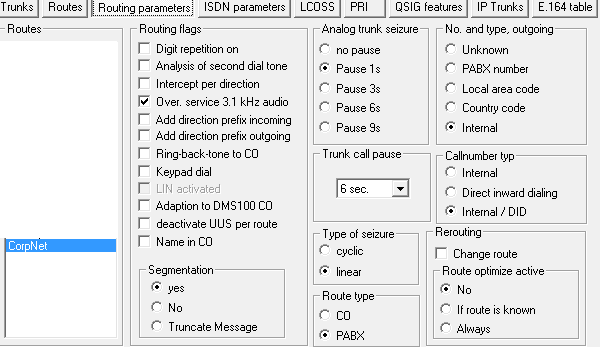 Trunks Routes Routing parameters ISDN parameters LCOSS PRI QSIG features IP Trunks E.164 table
Routes
CorpNet
Routing flags
Digit repetition on
Analysis of second dial tone
Intercept per direction
Over. service 3.1 kHz audio
Add direction prefix incoming
Add direction prefix outgoing
Ring-back-tone to CO
Keypad dial
LIN activated
Adaption to DMS100 CO
deactivate UUS per route
Name in CO
Segmentation
yes
No
Truncate Message
Analog trunk seizure
no pause
Pause 1s
Pause 3s
Pause 6s
Pause 9s
Trunk call pause
6 sec.
Type of seizure
cyclic
linear
Route type
CO
PABX
No. and type, outgoing
Unknown
PABX number
Local area code
Country code
Internal
Callnumber typ
Internal
Direct inward dialing
Internal / DID
Rerouting
Change route
Route optimize active
No
If route is known
Always